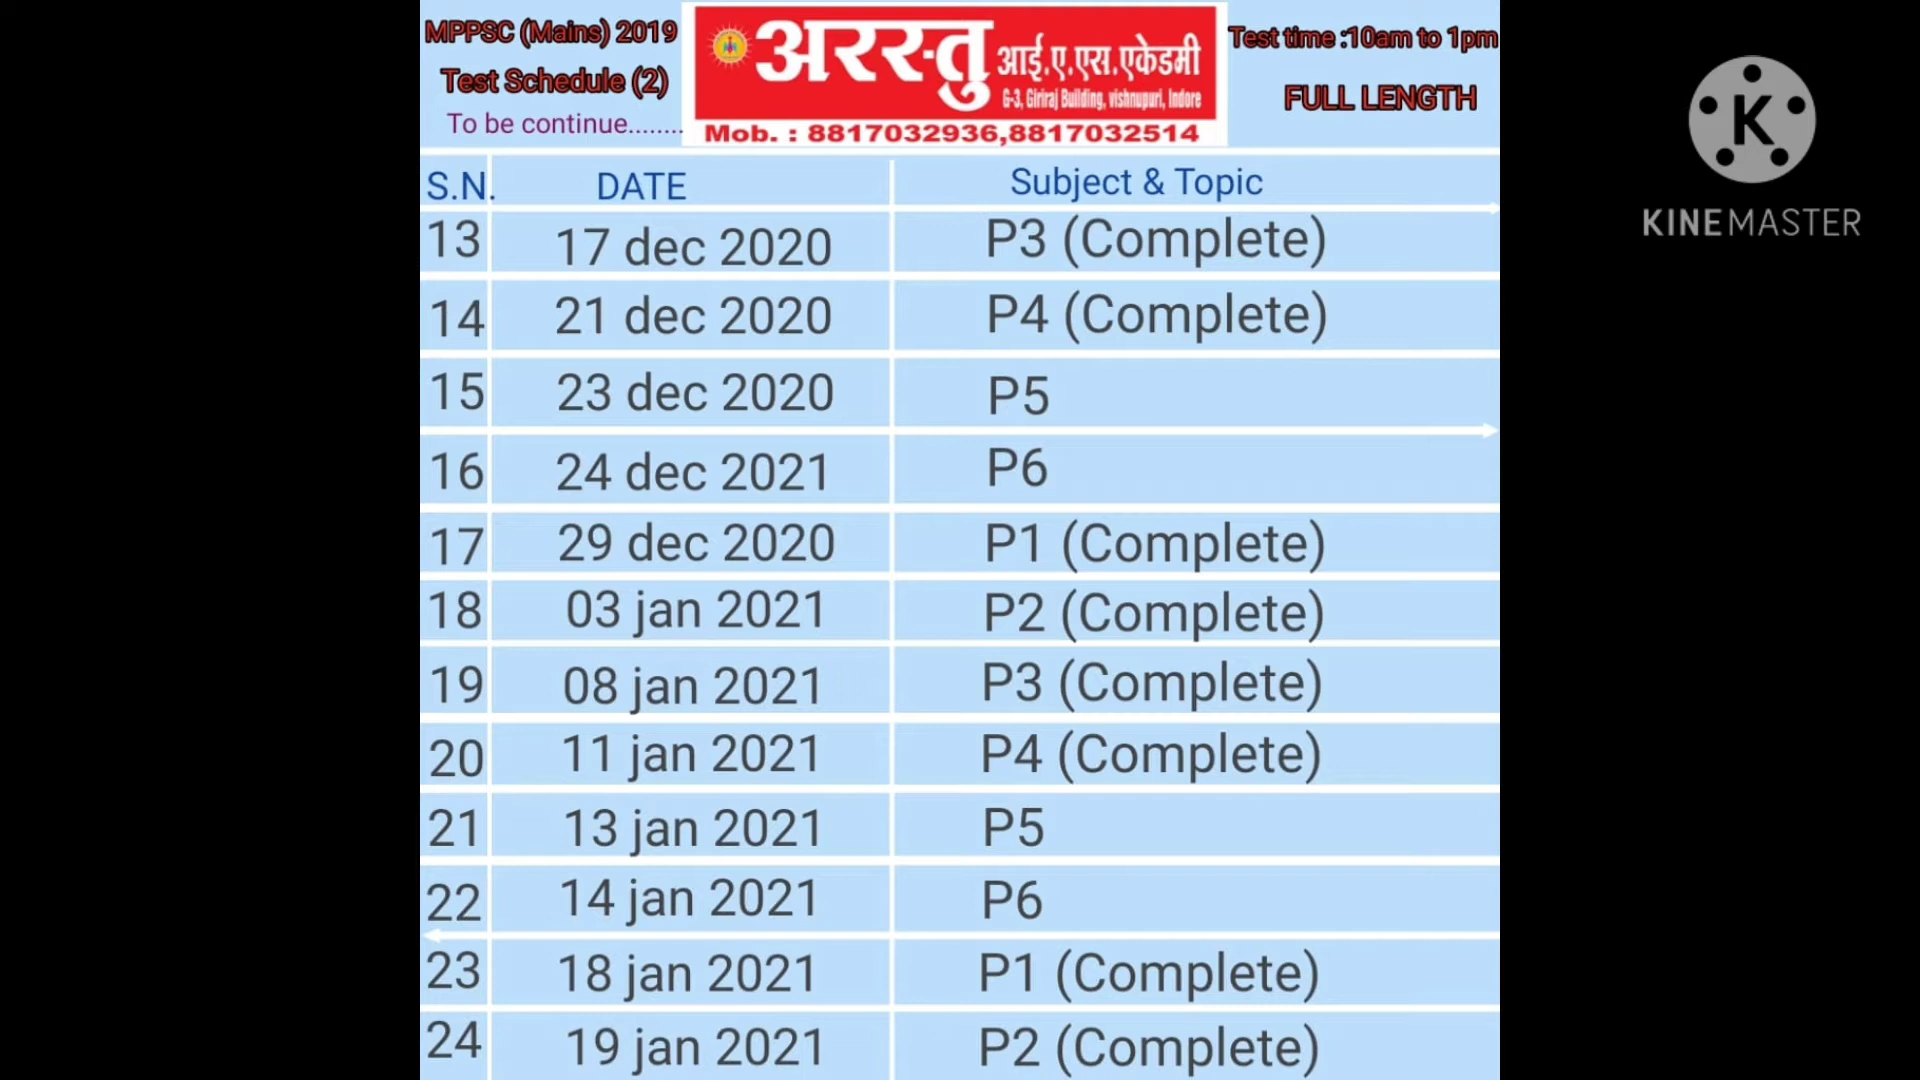 MPPSC (Mains) 2019
Test Schedule (2)
To be continue........
अरस्तु
आई.ए.एस.एकेडमी
G-3, Giriraj Building, vishnupuri, Indore
Mob. : 8817032936,8817032514
Test time :10am to 1pm
FULL LENGTH
K
KINEMASTER
S.N. DATE Subject & Topic
13 17 dec 2020 P3 (Complete)
14 21 dec 2020 P4 (Complete)
15 23 dec 2020 P5
16 24 dec 2021 P6
17 29 dec 2020 P1 (Complete)
18 03 jan 2021 P2 (Complete)
19 08 jan 2021 P3 (Complete)
20 11 jan 2021 P4 (Complete)
21 13 jan 2021 P5
22 14 jan 2021 P6
23 18 jan 2021 P1 (Complete)
24 19 jan 2021 P2 (Complete)